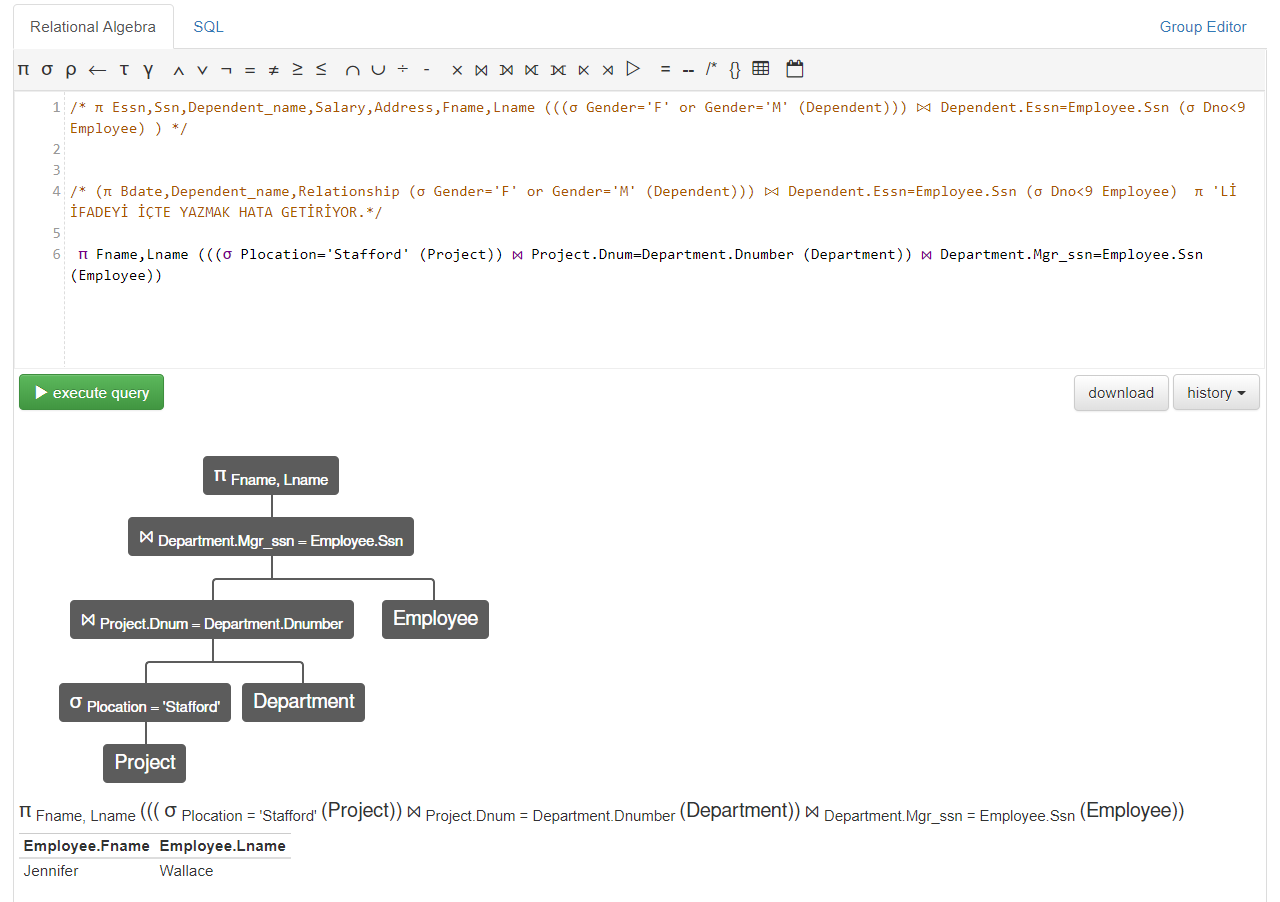 Relational Algebra SQL Group Editor
π σ ρ ← τ γ ∧ ∨ ¬ = ≠ ≥ ≤ ∩ ∪ ÷ - × ⋈ ⟕ ⟖ ⟗ ⋉ ⋊ ▷ = -- /* {}
1 /* π Essn,Ssn,Dependent_name,Salary,Address,Fname,Lname (((σ Gender='F' or Gender='M' (Dependent))) ⋈ Dependent.Essn=Employee.Ssn (σ Dno<9
Employee) ) */
2
3
4 /* (π Bdate,Dependent_name,Relationship (σ Gender='F' or Gender='M' (Dependent))) ⋈ Dependent.Essn=Employee.Ssn (σ Dno<9 Employee)  π 'Lİ
İFADEYİ İÇTE YAZMAK HATA GETİRİYOR.*/
5
6 π Fname,Lname (((σ Plocation='Stafford' (Project)) ⋈ Project.Dnum=Department.Dnumber (Department)) ⋈ Department.Mgr_ssn=Employee.Ssn
(Employee))
execute query download history
π Fname, Lname
⋈ Department.Mgr_ssn = Employee.Ssn
⋈ Project.Dnum = Department.Dnumber Employee
σ Plocation = 'Stafford' Department
Project
π Fname, Lname ((( σ Plocation = 'Stafford' (Project)) ⋈ Project.Dnum = Department.Dnumber (Department)) ⋈ Department.Mgr_ssn = Employee.Ssn (Employee))
Employee.Fname Employee.Lname
Jennifer Wallace